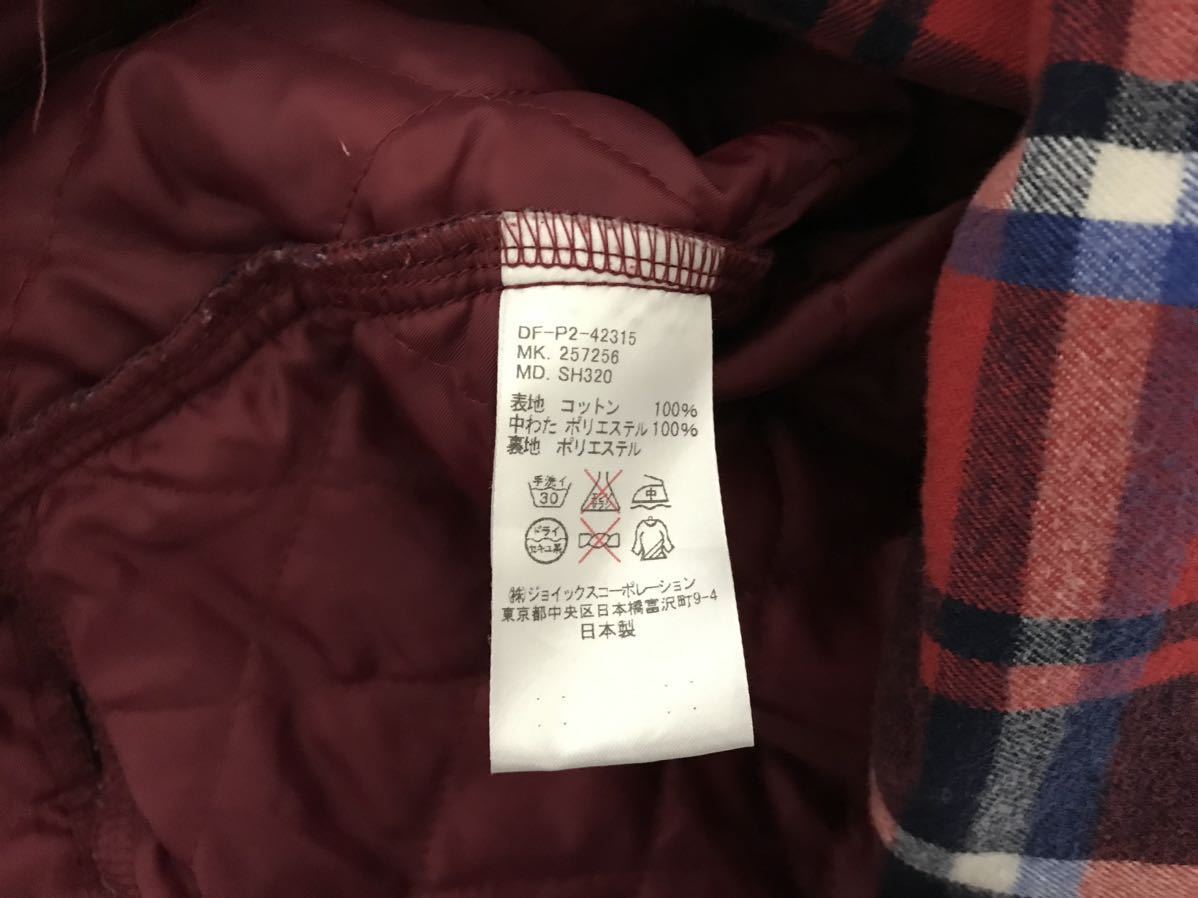 DF-P2-42315
MK. 257256
MD. SH320
表地 コットン 100%
中わた ポリエステル 100%
裏地 ポリエステル
手洗イ
30
中
ドライ
セキユ系
㈱ジョイックスコーポレーション
東京都中央区日本橋富沢町9-4
日本製